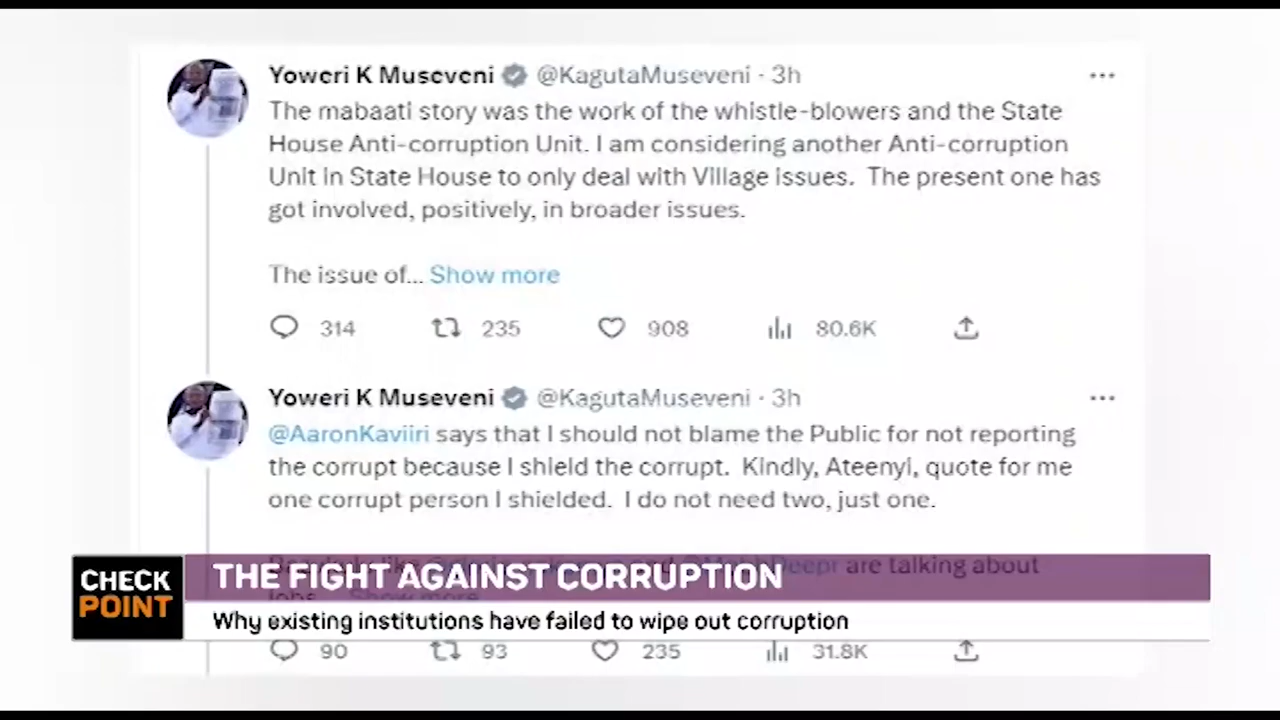 Yoweri K Museveni @KagutaMuseveni · 3h
The mabaati story was the work of the whistle-blowers and the State
House Anti-corruption Unit. I am considering another Anti-corruption
Unit in State House to only deal with Village issues. The present one has
got involved, positively, in broader issues.
The issue of... Show more
314 235 908 80.6K
Yoweri K Museveni @KagutaMuseveni · 3h
@AaronKaviiri says that I should not blame the Public for not reporting
the corrupt because I shield the corrupt. Kindly, Ateenyi, quote for me
one corrupt person I shielded. I do not need two, just one.
are talking about
Show more
CHECK
POINT
THE FIGHT AGAINST CORRUPTION
Why existing institutions have failed to wipe out corruption
90 93 235 31.8K